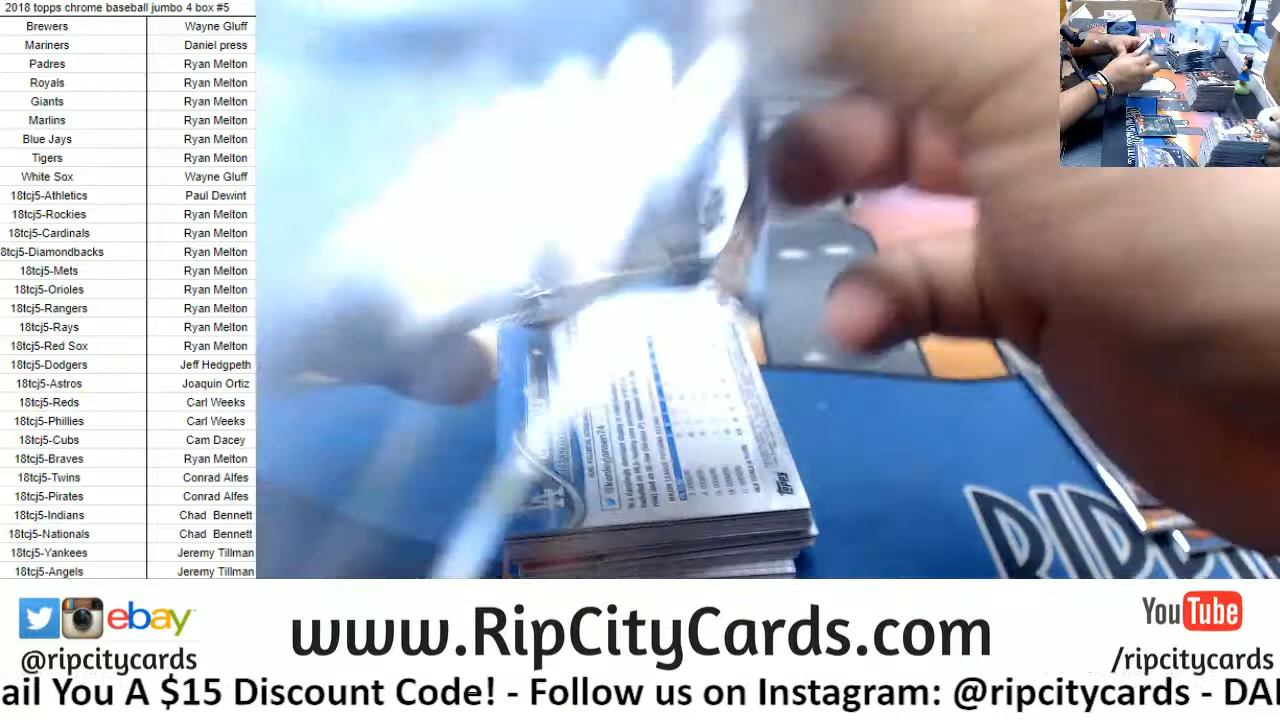 2018 topps chrome baseball jumbo 4 box #5
Brewers Wayne Gluff
Mariners Daniel press
Padres Ryan Melton
Royals Ryan Melton
Giants Ryan Melton
Marlins Ryan Melton
Blue Jays Ryan Melton
Tigers Ryan Melton
White Sox Wayne Gluff
18tcj5-Athletics Paul Dewint
18tcj5-Rockies Ryan Melton
18tcj5-Cardinals Ryan Melton
8tcj5-Diamondbacks Ryan Melton
18tcj5-Mets Ryan Melton
18tcj5-Orioles Ryan Melton
18tcj5-Rangers Ryan Melton
18tcj5-Rays Ryan Melton
18tcj5-Red Sox Ryan Melton
18tcj5-Dodgers Jeff Hedgpeth
18tcj5-Astros Joaquin Ortiz
18tcj5-Reds Carl Weeks
18tcj5-Phillies Carl Weeks
18tcj5-Cubs Cam Dacey
18tcj5-Braves Ryan Melton
18tcj5-Twins Conrad Alfes
18tcj5-Pirates Conrad Alfes
18tcj5-Indians Chad Bennett
18tcj5-Nationals Chad Bennett
18tcj5-Yankees Jeremy Tillman
18tcj5-Angels Jeremy Tillman
@kenleyjansen74
topps
RIPPI
ebay
@ripcitycards
www.RipCityCards.com
YouTube
/ripcitycards
ail You A $15 Discount Code! - Follow us on Instagram: @ripcitycards - DAI